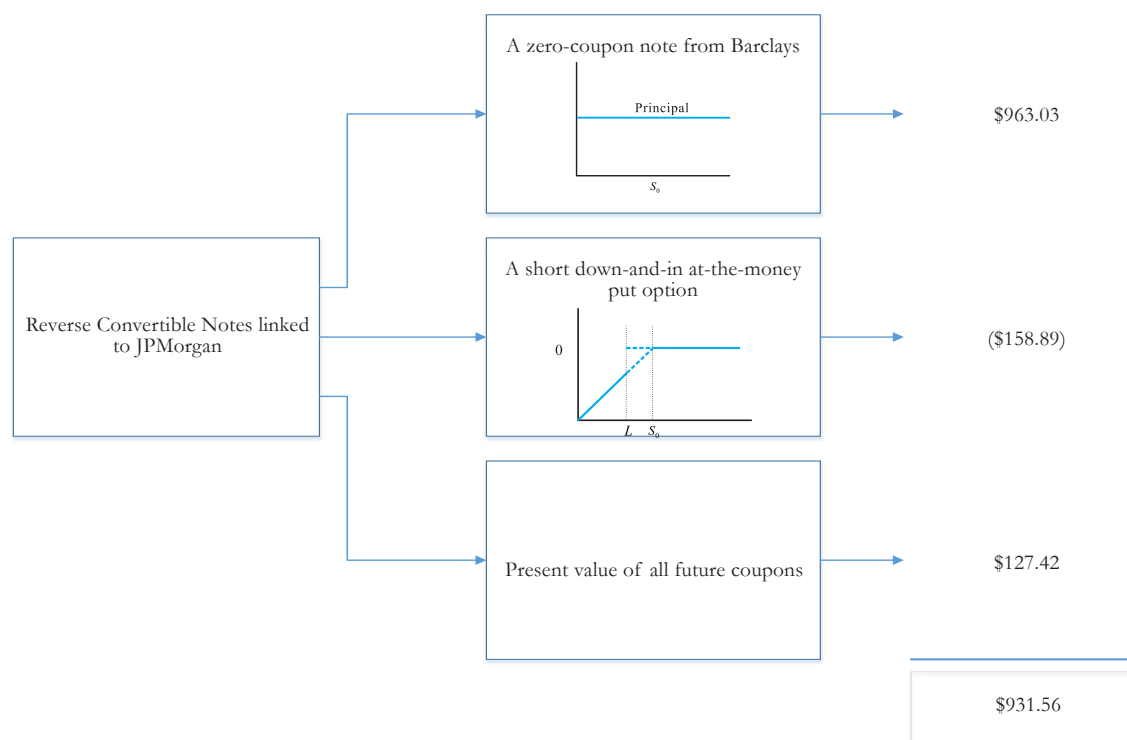 A zero-coupon note from Barclays
Principal
S₀
$963.03
Reverse Convertible Notes linked
to JPMorgan
A short down-and-in at-the-money
put option
0
L S₀
($158.89)
Present value of all future coupons
$127.42
$931.56